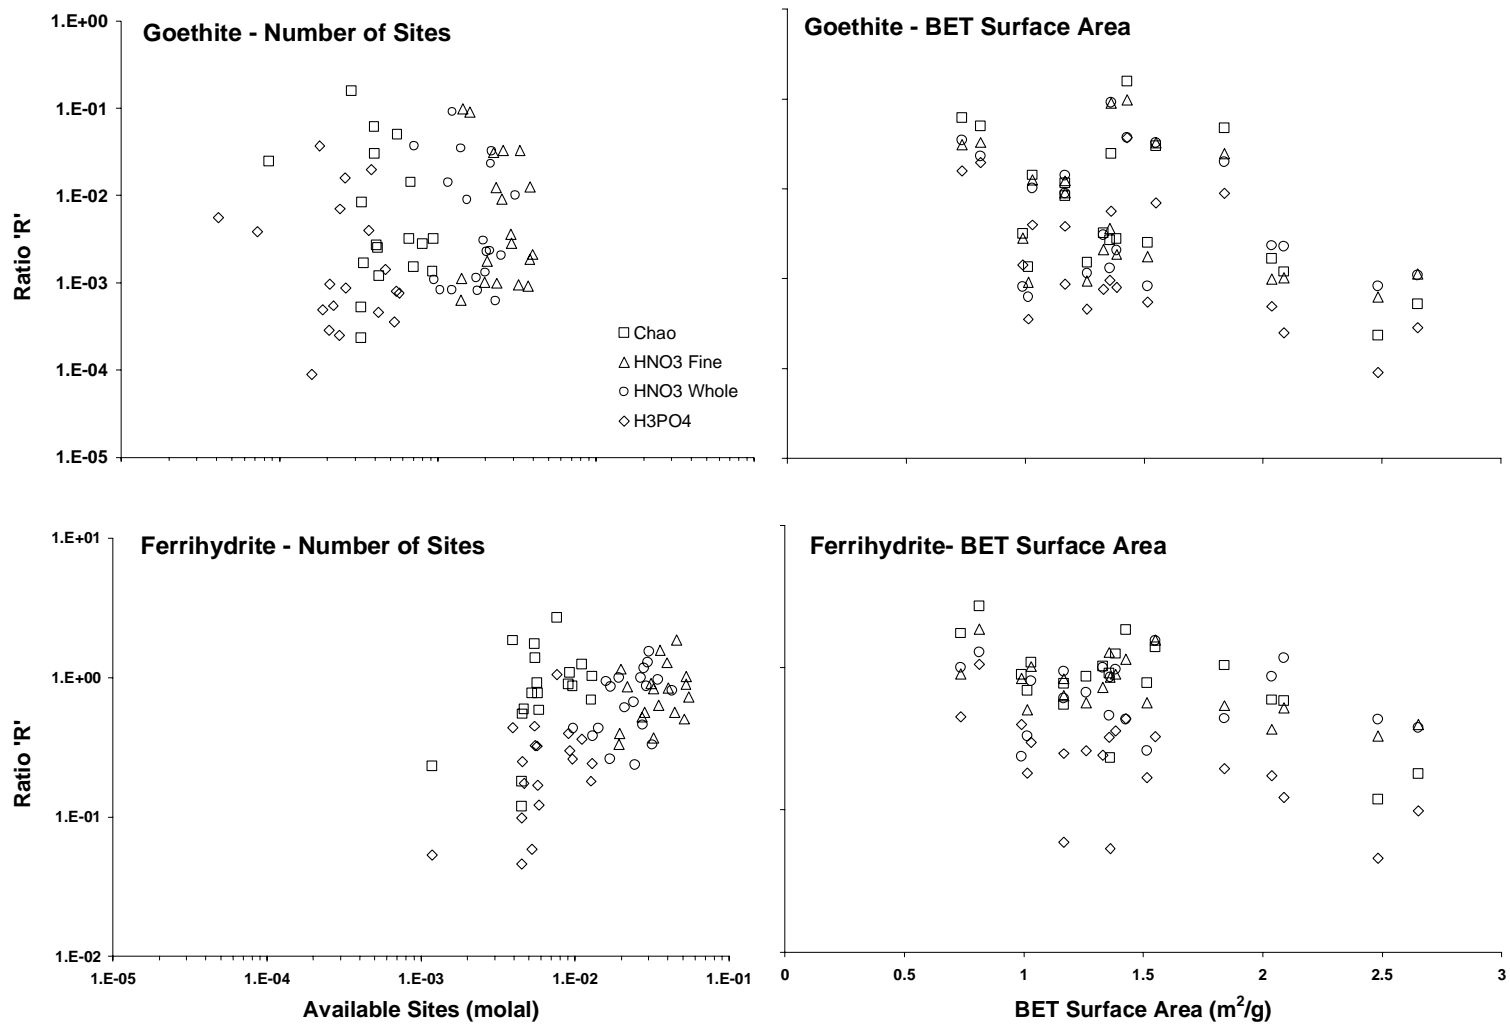 Goethite - Number of Sites
1.E+00
1.E-01
1.E-02
1.E-03
1.E-04
1.E-05
Ratio 'R'
Chao
HNO3 Fine
HNO3 Whole
H3PO4
Goethite - BET Surface Area
Ferrihydrite - Number of Sites
1.E+01
1.E+00
1.E-01
1.E-02
Ratio 'R'
1.E-05 1.E-04 1.E-03 1.E-02 1.E-01
Available Sites (molal)
Ferrihydrite- BET Surface Area
0 0.5 1 1.5 2 2.5 3
BET Surface Area (m²/g)